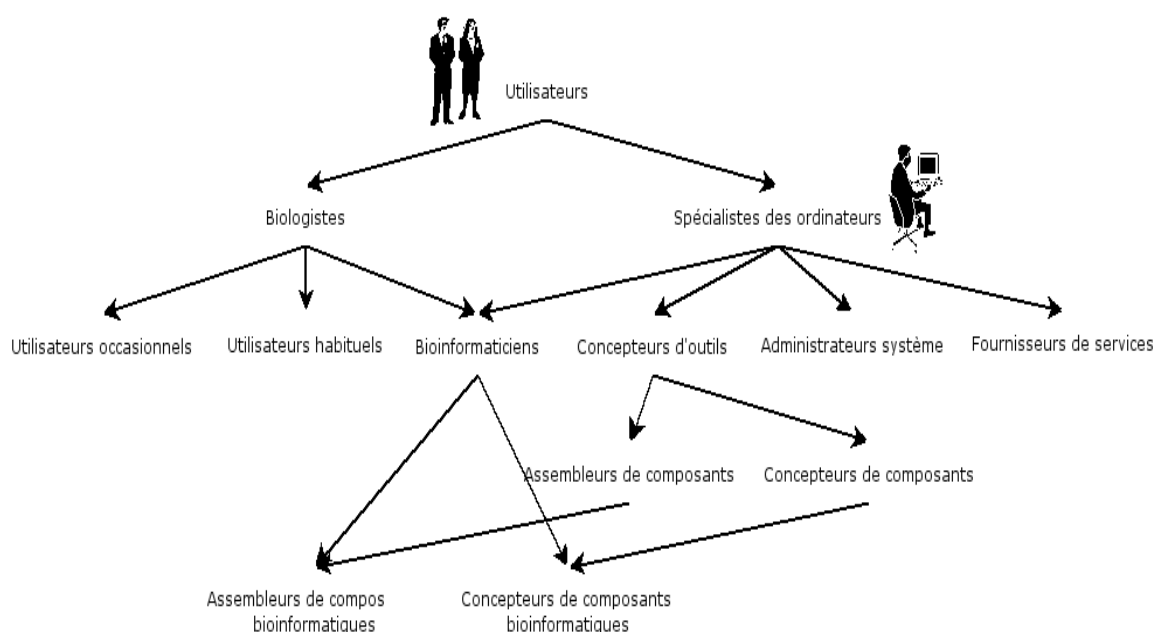 Utilisateurs
Biologistes
Spécialistes des ordinateurs
Utilisateurs occasionnels
Utilisateurs habituels
Bioinformaticiens
Concepteurs d'outils
Administrateurs système
Fournisseurs de services
Assembleurs de composants
Concepteurs de composants
Assembleurs de compos
bioinformatiques
Concepteurs de composants
bioinformatiques